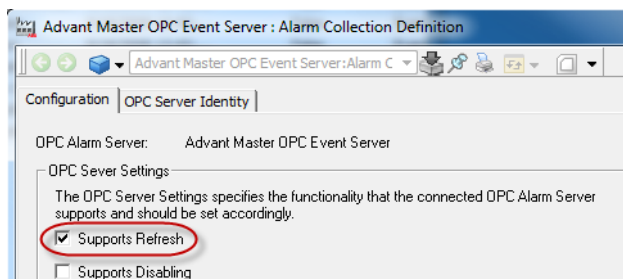 Advant Master OPC Event Server : Alarm Collection Definition
Advant Master OPC Event Server:Alarm C
Configuration OPC Server Identity
OPC Alarm Server: Advant Master OPC Event Server
OPC Sever Settings
The OPC Server Settings specifies the functionality that the connected OPC Alarm Server
supports and should be set accordingly.
Supports Refresh
Supports Disabling